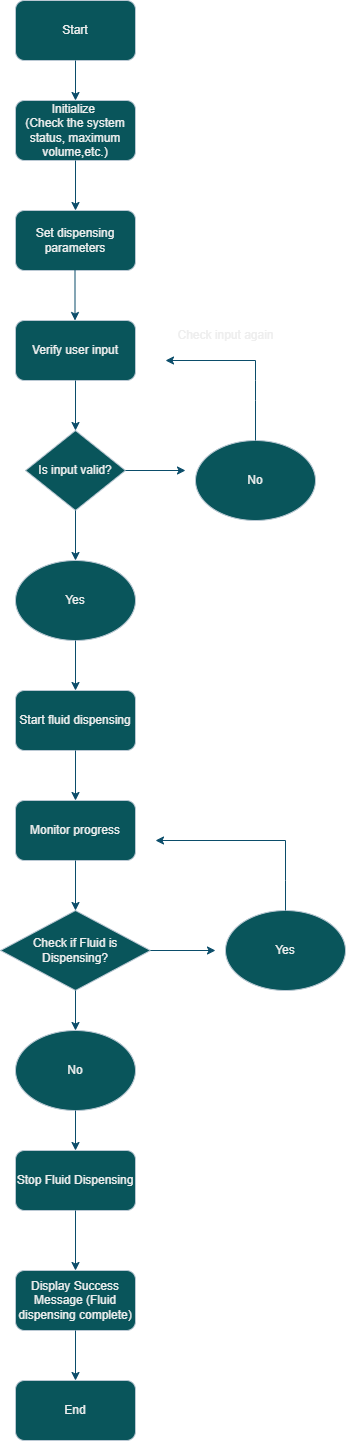 Start
Initialize
(Check the system
status, maximum
volume,etc.)
Set dispensing
parameters
Verify user input
Check input again
Is input valid?
No
Yes
Start fluid dispensing
Monitor progress
Check if Fluid is
Dispensing?
Yes
No
Stop Fluid Dispensing
Display Success
Message (Fluid
dispensing complete)
End